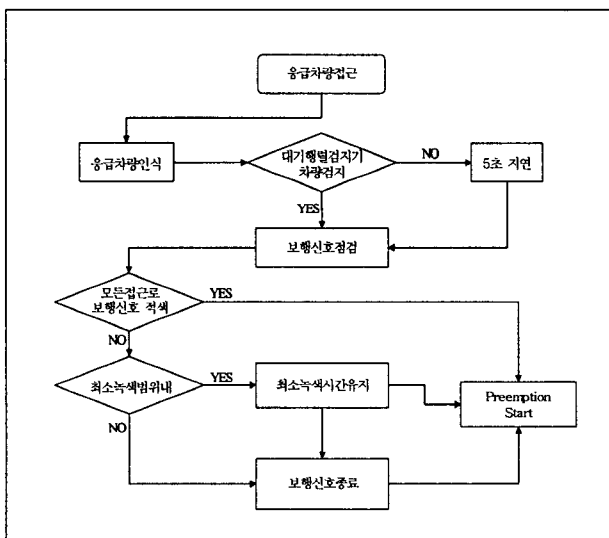 응급차량접근
응급차량인식
대기행렬검지기
차량검지
NO
5초 지연
YES
보행신호점검
모든접근로
보행신호 적색
YES
NO
최소녹색범위내
YES
최소녹색시간유지
Preemption
Start
NO
보행신호종료